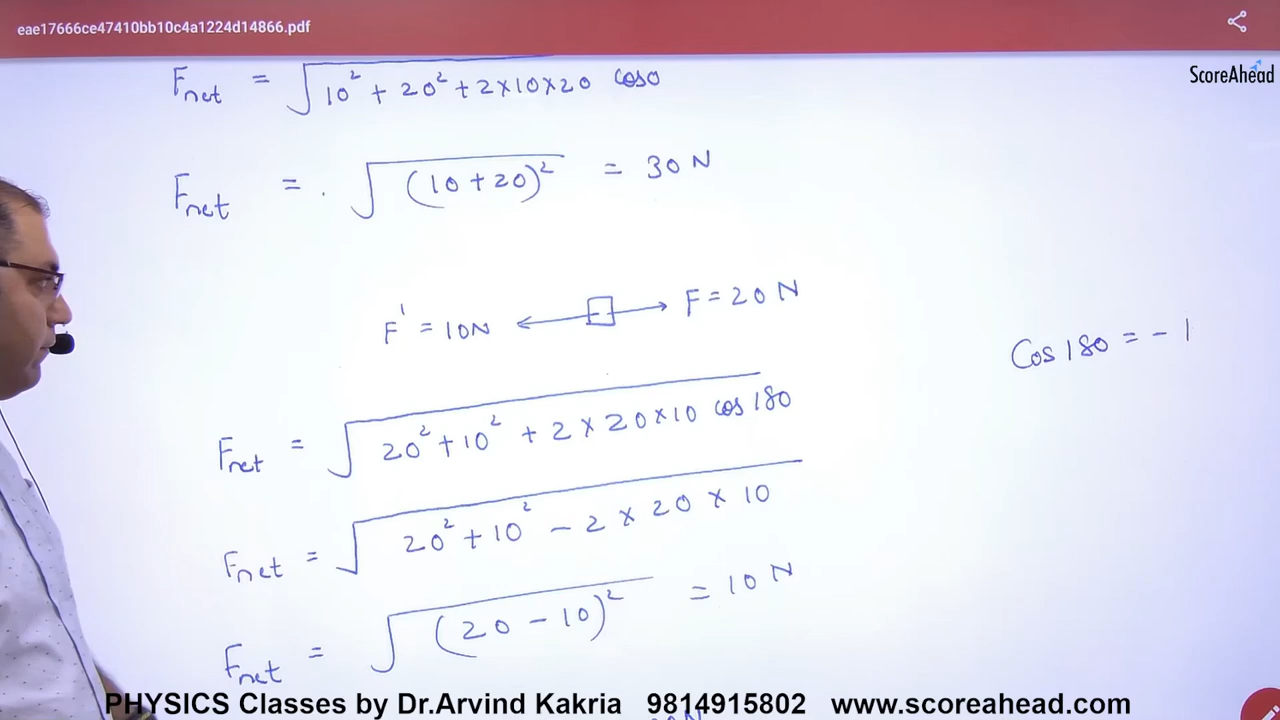 eae17666ce47410bb10c4a1224d14866.pdf
ScoreAhead
Fnet = √10² + 20² + 2×10×20 cos0
Fnet = . √(10+20)² = 30 N
F' = 10N F = 20 N
Cos 180 = - 1
Fnet = √20² + 10² + 2 × 20×10 cos 180
Fnet = √20² + 10² - 2 × 20 × 10
Fnet = √(20 - 10)² = 10 N
PHYSICS Classes by Dr.Arvind Kakria 9814915802 www.scoreahead.com